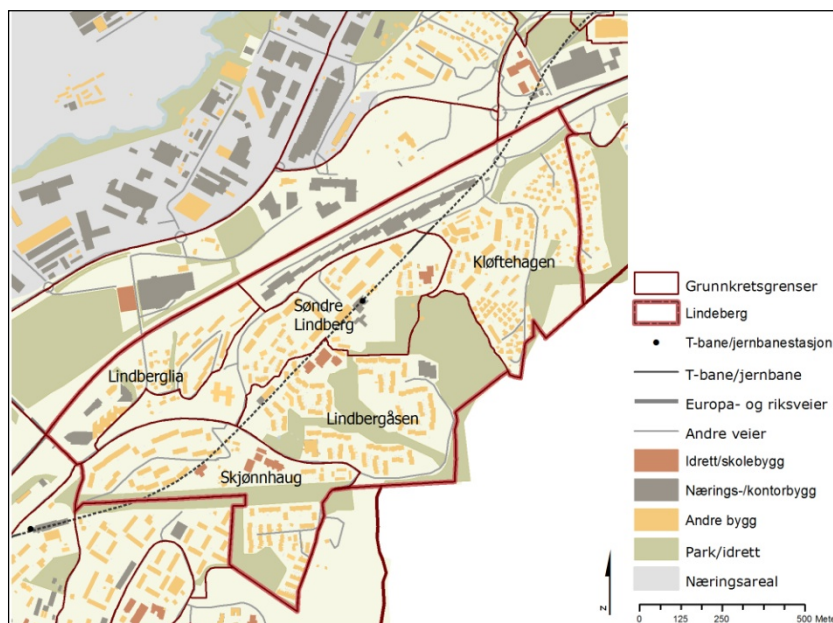 Kløftehagen
Søndre
Lindberg
Lindberglia
Lindbergåsen
Skjønnhaug
Grunnkretsgrenser
Lindeberg
T-bane/jernbanestasjon
T-bane/jernbane
Europa- og riksveier
Andre veier
Idrett/skolebygg
Nærings-/kontorbygg
Andre bygg
Park/idrett
Næringsareal
N
0 125 250 500 Mete